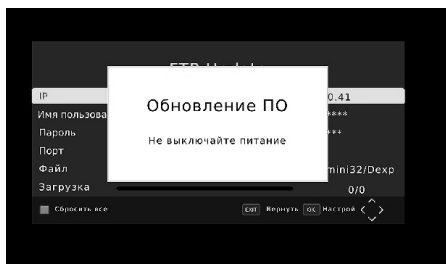 IP
0.41
Обновление ПО
Имя пользова
****
Пароль
***
Не выключайте питание
Порт
Файл
mini32/Dexp
Загрузка
0/0
Сбросить все
EXIT Вернуть OK Настрой